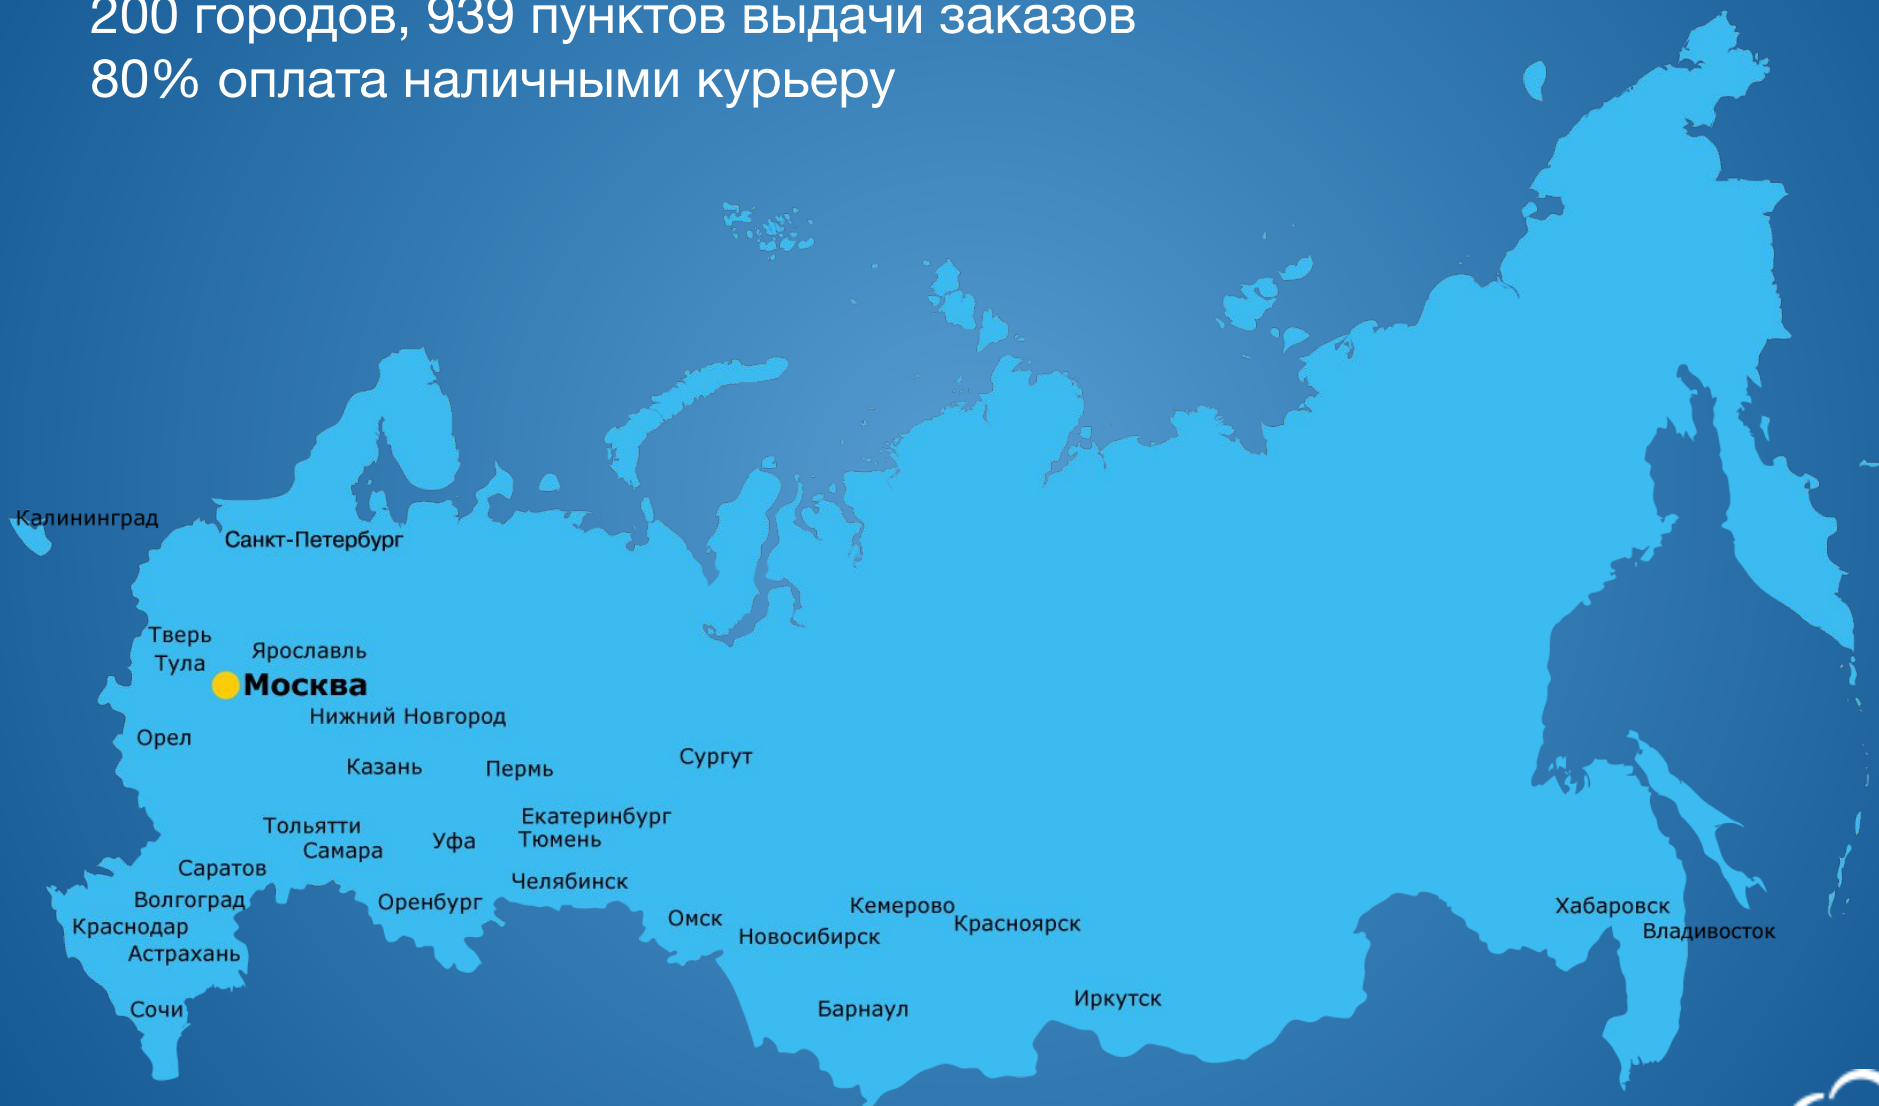 200 городов, 939 пунктов выдачи заказов
80% оплата наличными курьеру
Калининград
Санкт-Петербург
Тверь
Ярославль
Тула
Москва
Нижний Новгород
Орел
Сургут
Казань
Пермь
Екатеринбург
Тольятти
Уфа
Тюмень
Самара
Саратов
Челябинск
Волгоград
Оренбург
Кемерово
Хабаровск
Омск
Красноярск
Краснодар
Владивосток
Новосибирск
Астрахань
Иркутск
Сочи
Барнаул